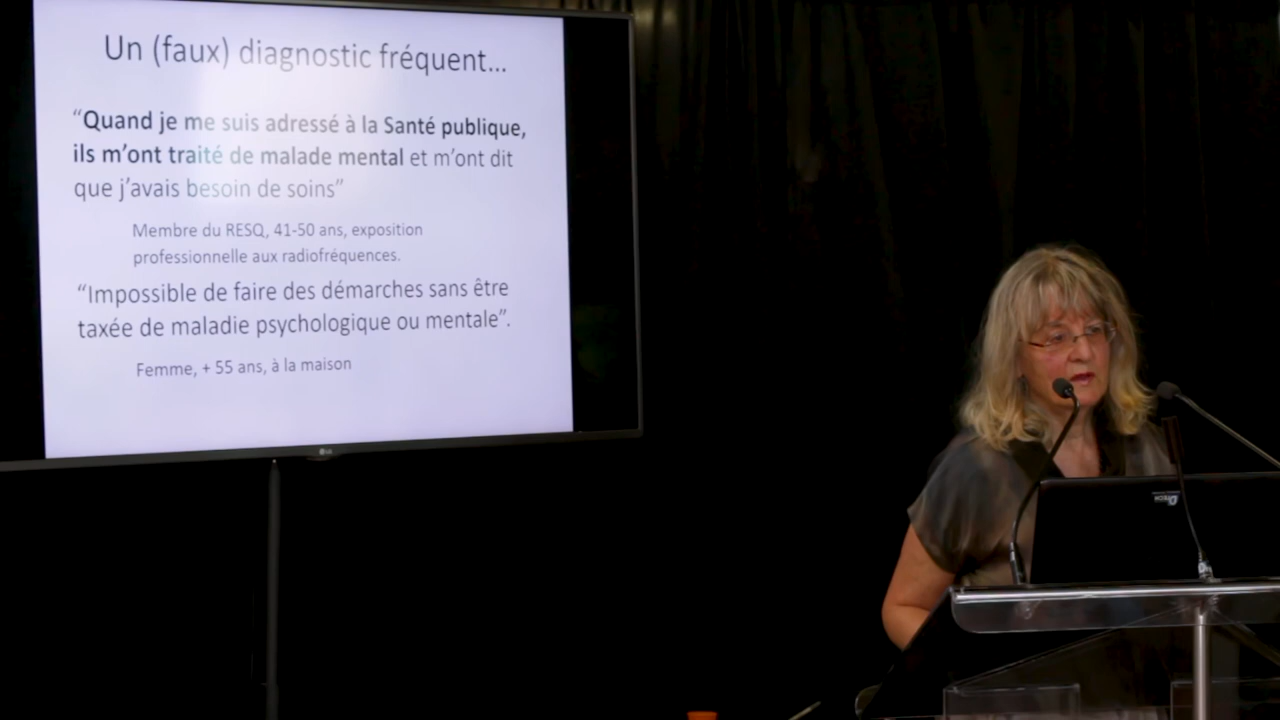 Un (faux) diagnostic fréquent...
“Quand je me suis adressé à la Santé publique,
ils m’ont traité de malade mental et m’ont dit
que j’avais besoin de soins”
Membre du RESQ, 41-50 ans, exposition
professionnelle aux radiofréquences.
“Impossible de faire des démarches sans être
taxée de maladie psychologique ou mentale”.
Femme, + 55 ans, à la maison
LG